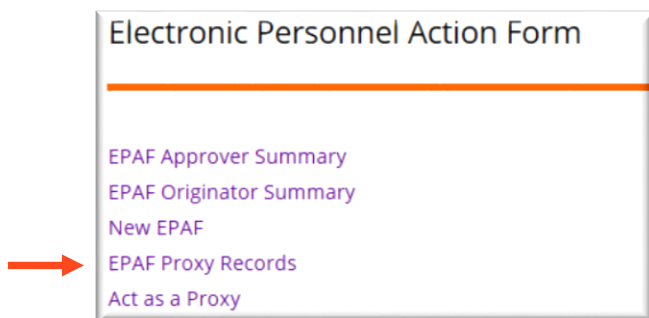 Electronic Personnel Action Form
EPAF Approver Summary
EPAF Originator Summary
New EPAF
EPAF Proxy Records
Act as a Proxy